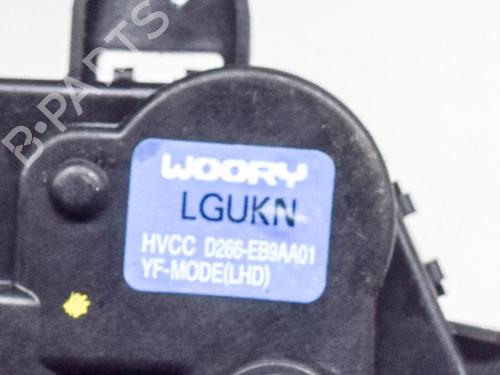 B-PARTS
WOORY
LGUKN
HVCC D266-EB9AA01
YF-MODE(LHD)